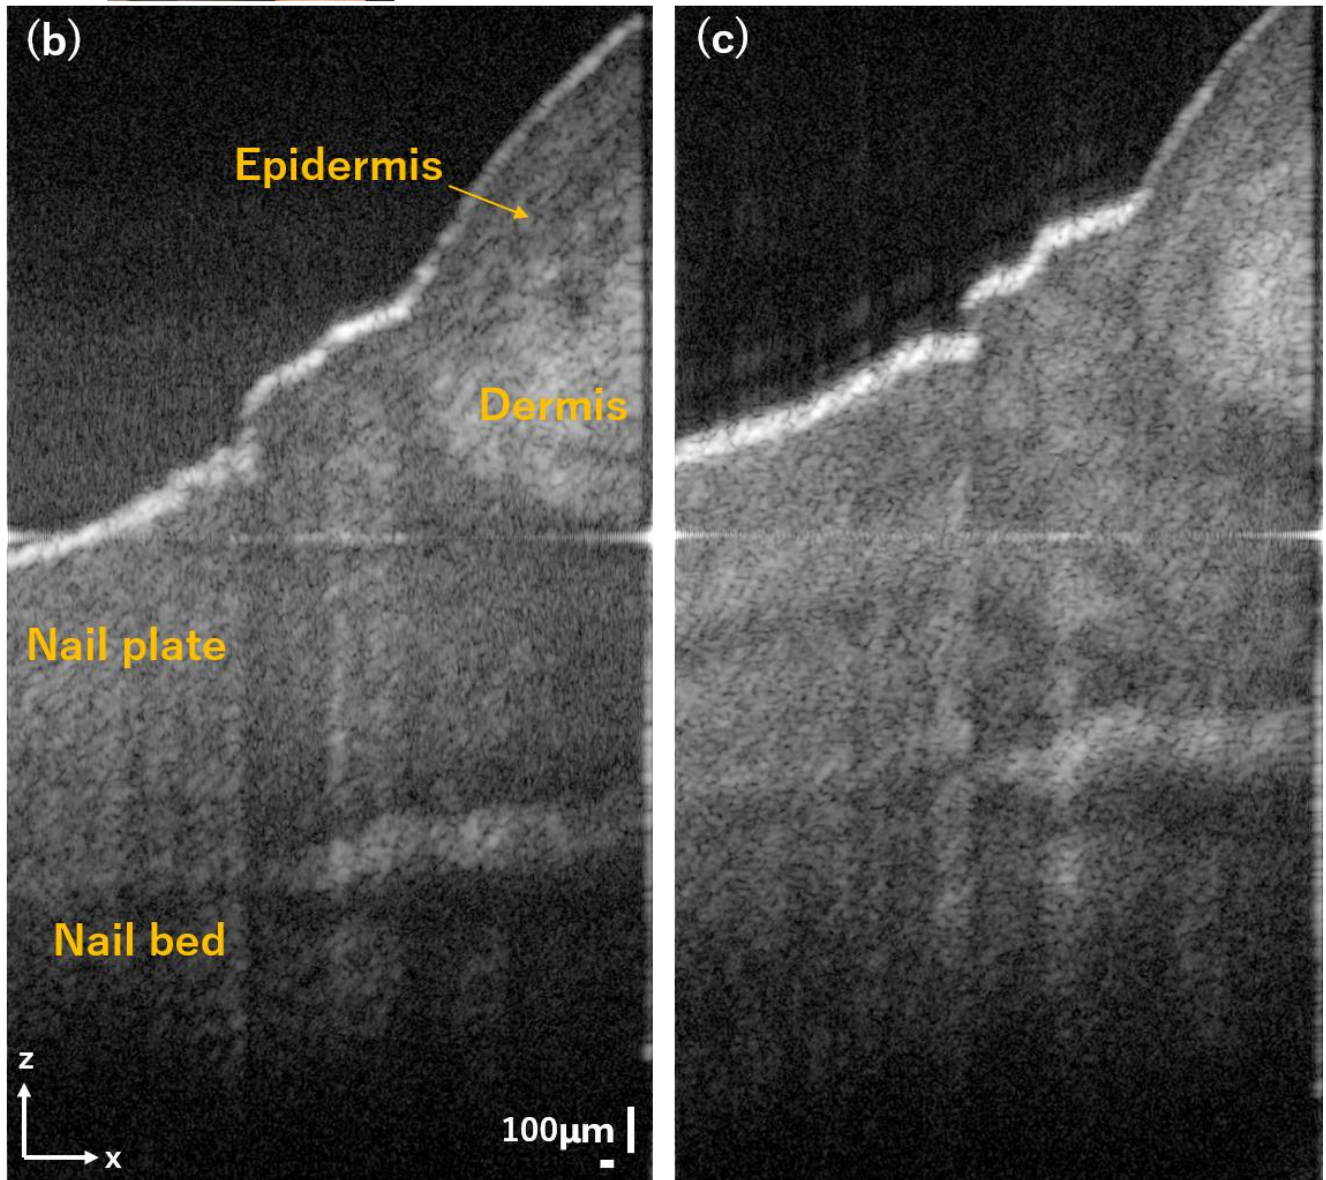 (b)
(c)
Epidermis
Dermis
Nail plate
Nail bed
z
x
100µm